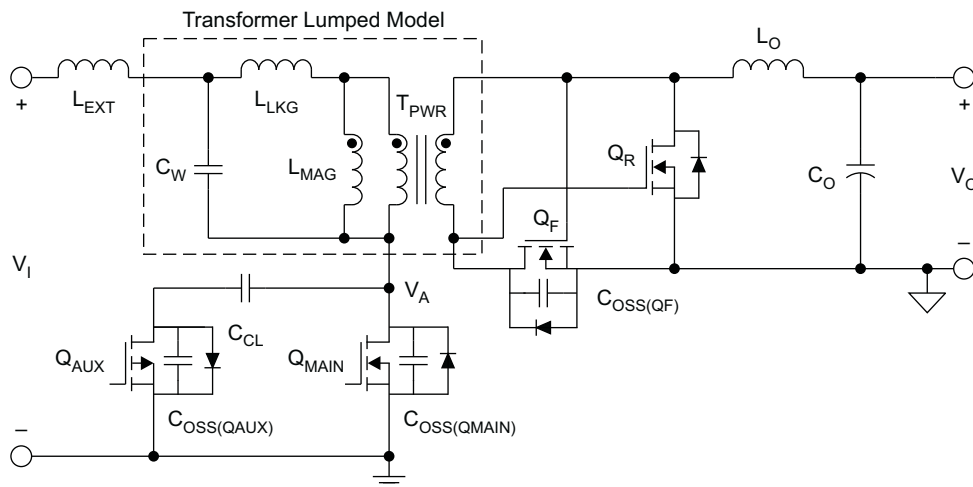 Transformer Lumped Model
L_O
+
L_EXT
L_LKG
T_PWR
+
C_W
L_MAG
Q_R
C_O
V_O
Q_F
−
V_I
V_A
C_OSS(QF)
C_CL
Q_AUX
Q_MAIN
C_OSS(QAUX)
C_OSS(QMAIN)
−